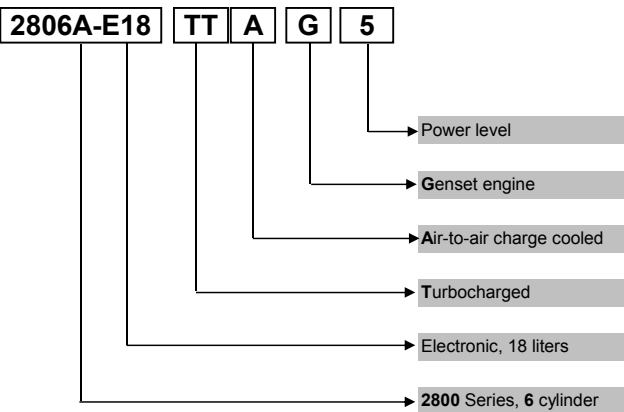 2806A-E18 TT A G 5
Power level
Genset engine
Air-to-air charge cooled
Turbocharged
Electronic, 18 liters
2800 Series, 6 cylinder